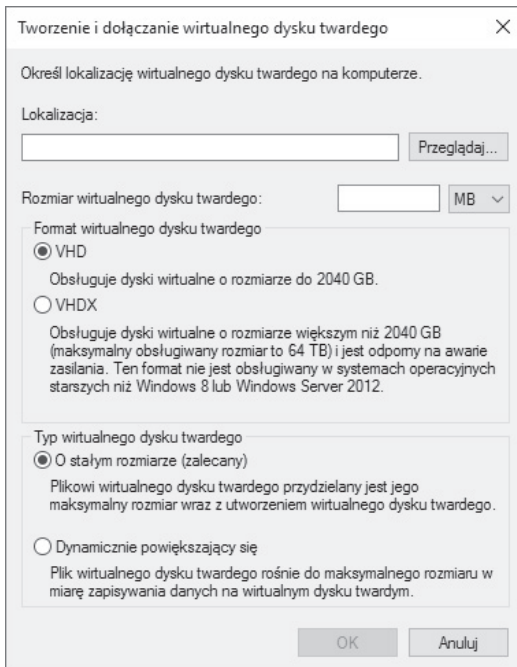 Tworzenie i dołączanie wirtualnego dysku twardego
Określ lokalizację wirtualnego dysku twardego na komputerze.
Lokalizacja:
Przeglądaj...
Rozmiar wirtualnego dysku twardego: MB
Format wirtualnego dysku twardego
VHD
Obsługuje dyski wirtualne o rozmiarze do 2040 GB.
VHDX
Obsługuje dyski wirtualne o rozmiarze większym niż 2040 GB
(maksymalny obsługiwany rozmiar to 64 TB) i jest odporny na awarie
zasilania. Ten format nie jest obsługiwany w systemach operacyjnych
starszych niż Windows 8 lub Windows Server 2012.
Typ wirtualnego dysku twardego
O stałym rozmiarze (zalecany)
Plikowi wirtualnego dysku twardego przydzielany jest jego
maksymalny rozmiar wraz z utworzeniem wirtualnego dysku twardego.
Dynamicznie powiększający się
Plik wirtualnego dysku twardego rośnie do maksymalnego rozmiaru w
miarę zapisywania danych na wirtualnym dysku twardym.
OK Anuluj